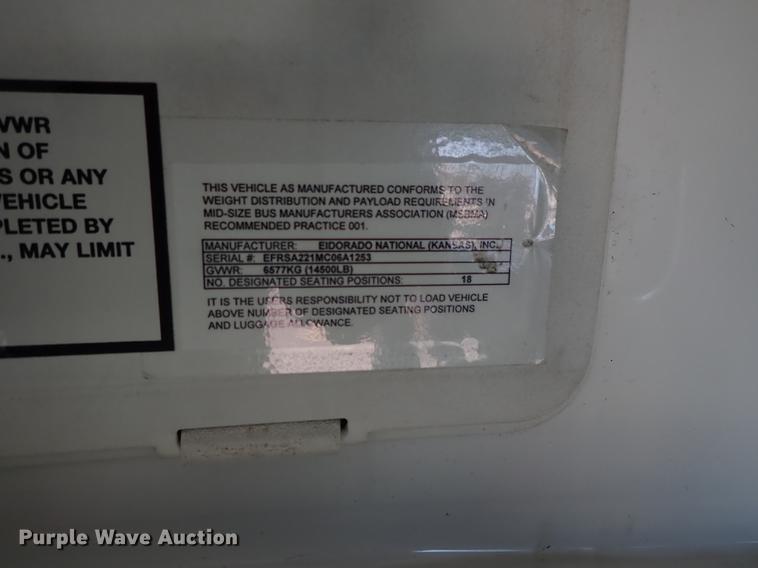 VWR
N OF
S OR ANY
VEHICLE
PLETED BY
., MAY LIMIT
THIS VEHICLE AS MANUFACTURED CONFORMS TO THE
WEIGHT DISTRIBUTION AND PAYLOAD REQUIREMENTS IN
MID-SIZE BUS MANUFACTURERS ASSOCIATION (MSBMA)
RECOMMENDED PRACTICE 001.
MANUFACTURER: ElDORADO NATIONAL (KANSAS), INC.
SERIAL #: EFRSA221MC06A1253
GVWR: 6577KG (14500LB)
NO. DESIGNATED SEATING POSITIONS: 18
IT IS THE USERS RESPONSIBILITY NOT TO LOAD VEHICLE
ABOVE NUMBER OF DESIGNATED SEATING POSITIONS
AND LUGGAGE ALLOWANCE.
Purple Wave Auction